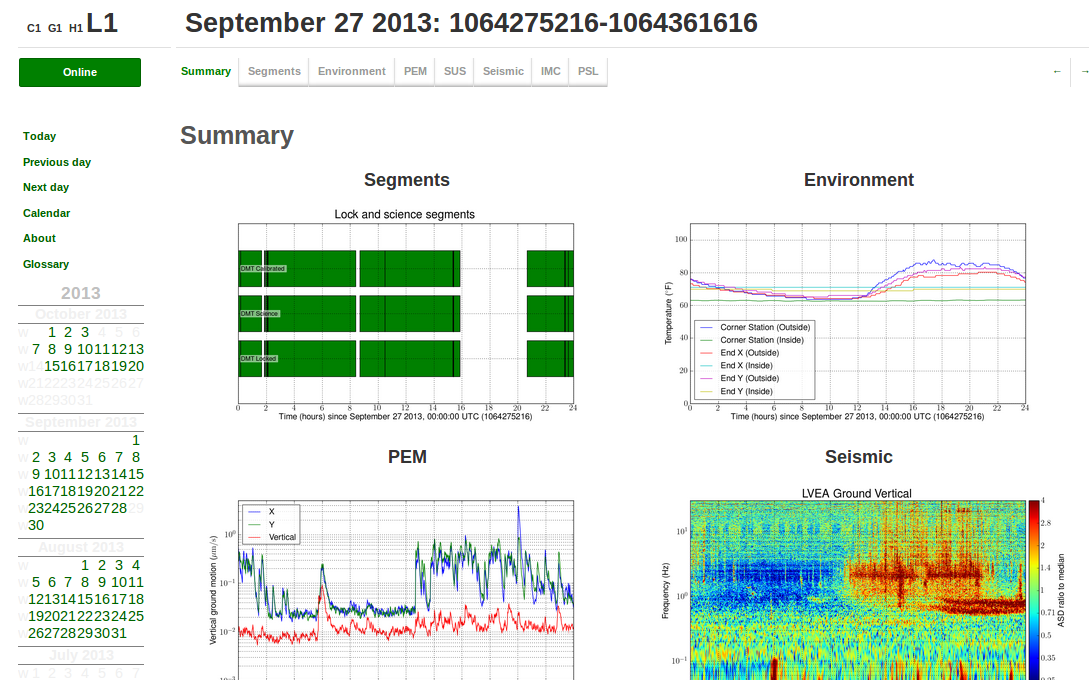 C1 G1 H1 L1
September 27 2013: 1064275216-1064361616
Online
Summary Segments Environment PEM SUS Seismic IMC PSL
← →
Today
Previous day
Next day
Calendar
About
Glossary
2013
October 2013
w 1 2 3 4 5 6
w 7 8 9 10 11 12 13
w 14 15 16 17 18 19 20
w 21 22 23 24 25 26 27
w 28 29 30 31
September 2013
w 1
w 2 3 4 5 6 7 8
w 9 10 11 12 13 14 15
w 16 17 18 19 20 21 22
w 23 24 25 26 27 28 29
30
August 2013
w 1 2 3 4
w 5 6 7 8 9 10 11
w 12 13 14 15 16 17 18
w 19 20 21 22 23 24 25
w 26 27 28 29 30 31
July 2013
w 1 2 3 4 5 6 7
Summary
Segments
Lock and science segments
DMT Calibrated
DMT Science
DMT Locked
0 2 4 6 8 10 12 14 16 18 20 22 24
Time (hours) since September 27 2013, 00:00:00 UTC (1064275216)
Environment
100
80
60
40
20
0
Temperature (°F)
Corner Station (Outside)
Corner Station (Inside)
End X (Outside)
End X (Inside)
End Y (Outside)
End Y (Inside)
0 2 4 6 8 10 12 14 16 18 20 22 24
Time (hours) since September 27 2013, 00:00:00 UTC (1064275216)
PEM
X
Y
Vertical
10⁰
10⁻¹
10⁻²
10⁻³
Vertical ground motion (μm/s)
Seismic
LVEA Ground Vertical
10¹
10⁰
10⁻¹
Frequency (Hz)
4
2.8
2
1.4
1
0.71
0.5
0.35
0.25
ASD ratio to median